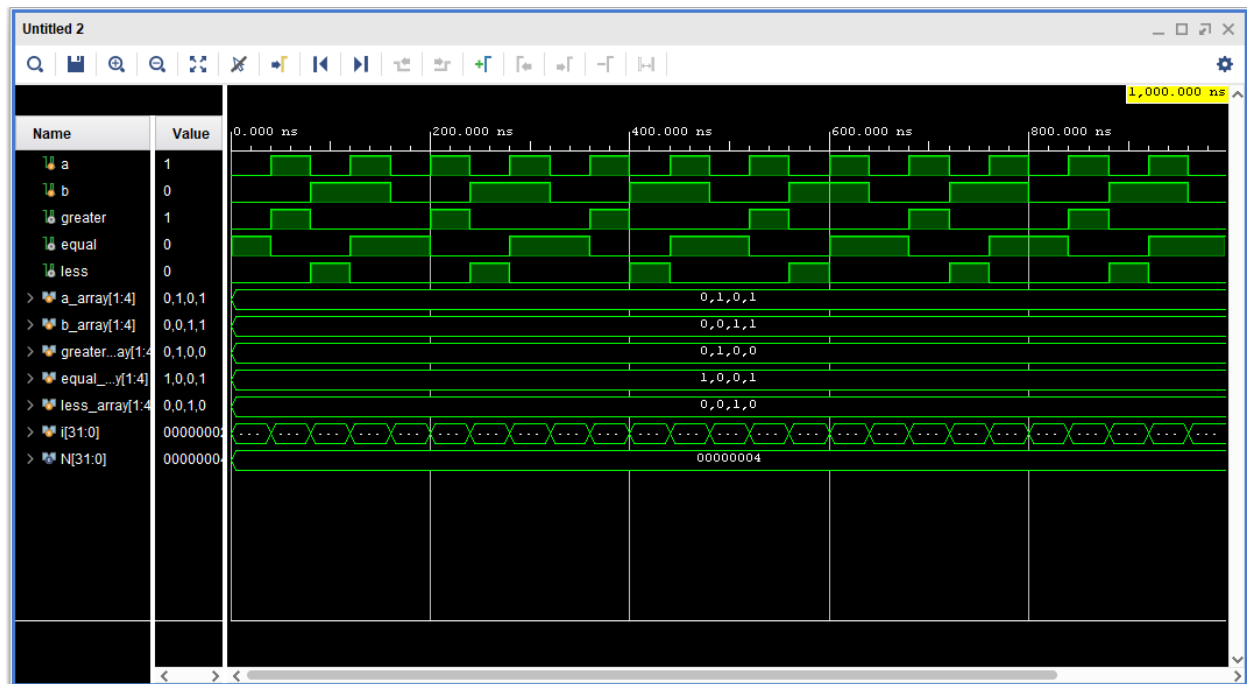 Untitled 2
1,000.000 ns
Name Value 0.000 ns 200.000 ns 400.000 ns 600.000 ns 800.000 ns
a 1
b 0
greater 1
equal 0
less 0
a_array[1:4] 0,1,0,1 0,1,0,1
b_array[1:4] 0,0,1,1 0,0,1,1
greater...ay[1:4 0,1,0,0 0,1,0,0
equal_...y[1:4] 1,0,0,1 1,0,0,1
less_array[1:4 0,0,1,0 0,0,1,0
i[31:0] 0000000 ... ... ... ... ... ... ... ... ... ... ... ... ... ... ... ... ... ... ... ... ... ... ... ... ...
N[31:0] 0000000 00000004